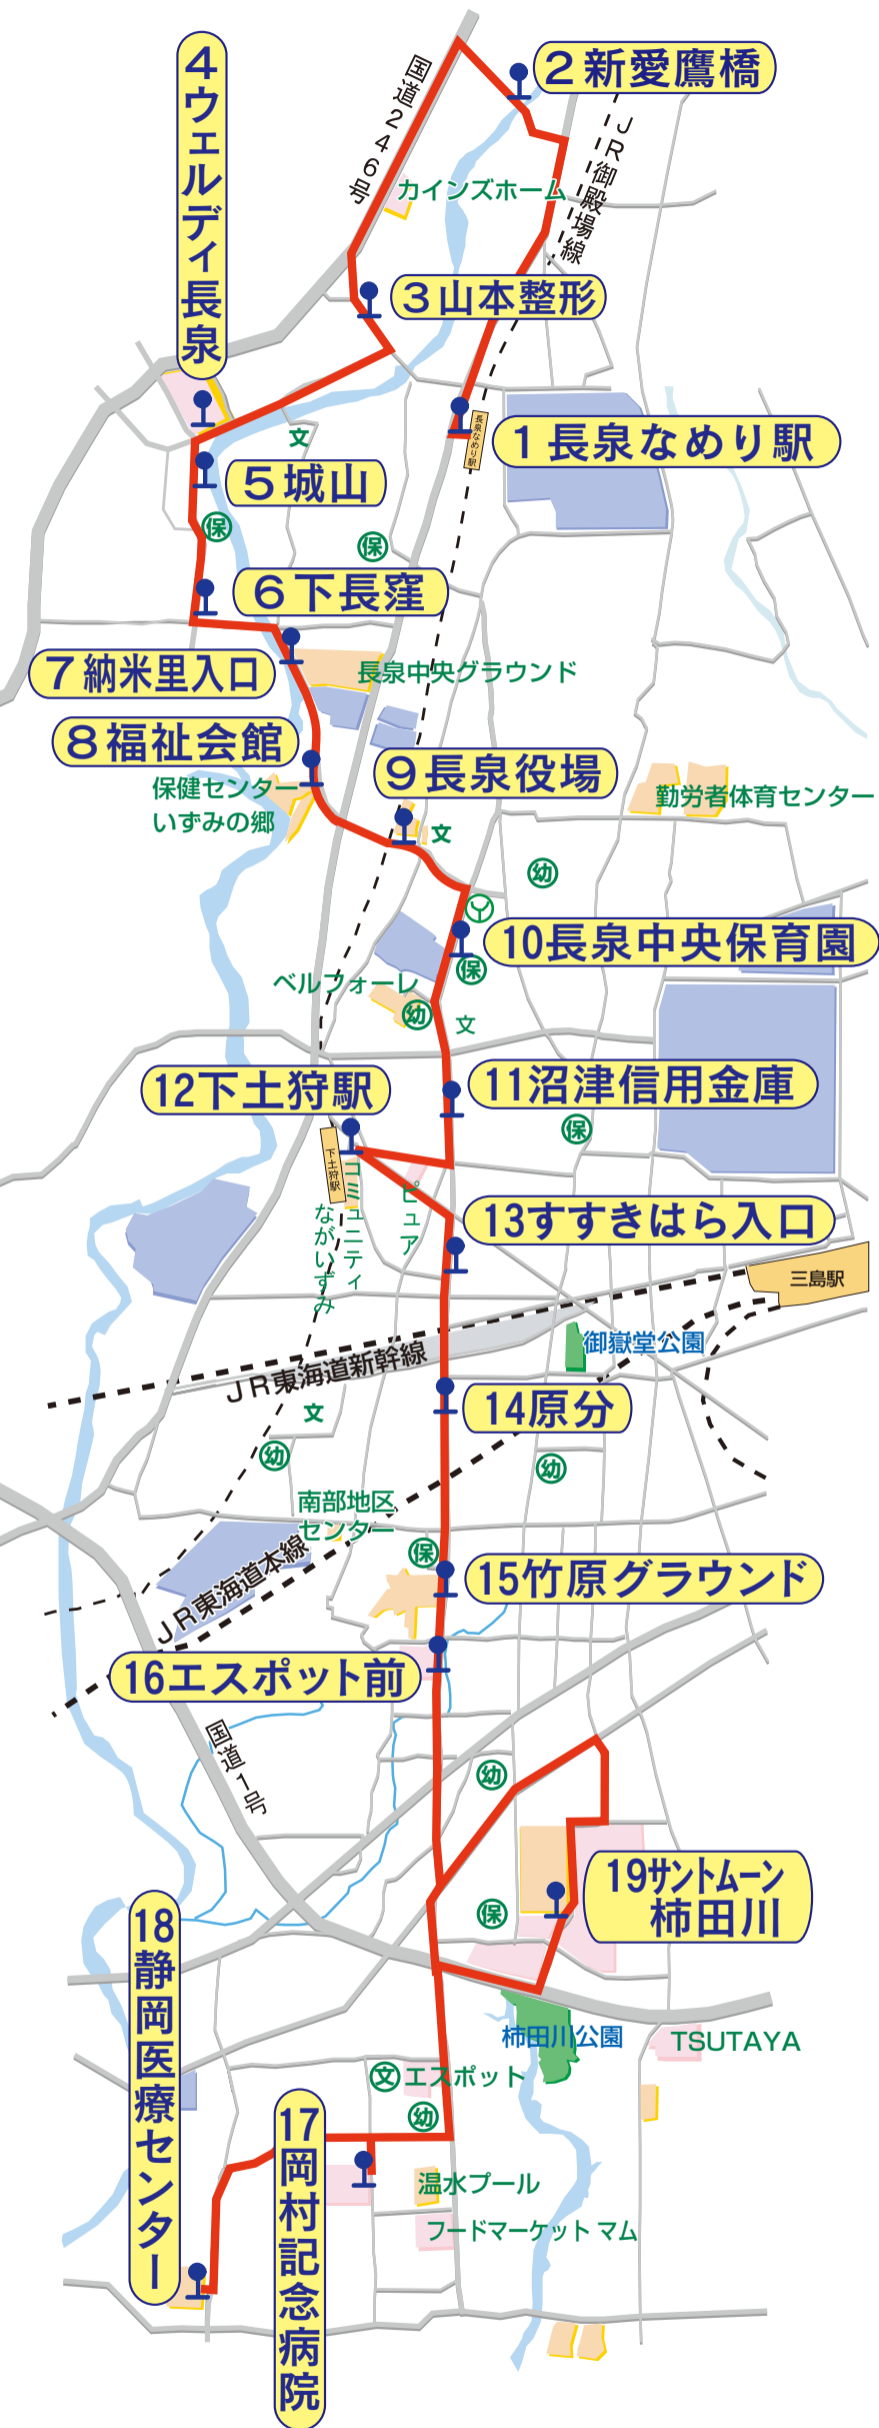 国道246号
2新愛鷹橋
4ウェルディ長泉
JR御殿場線
カインズホーム
3山本整形
1長泉なめり駅
長泉なめり駅
文
5城山
保
保
6下長窪
7納米里入口
長泉中央グラウンド
8福祉会館
9長泉役場
保健センター
いずみの郷
勤労者体育センター
文
幼
10長泉中央保育園
保
ベルフォーレ
幼
文
12下土狩駅
11沼津信用金庫
保
下土狩駅
コミュニティ
ながいずみ
ピュア
13すすきはら入口
三島駅
御嶽堂公園
JR東海道新幹線
14原分
文
幼
幼
南部地区
センター
JR東海道本線
保
15竹原グラウンド
16エスポット前
国道1号
幼
19サントムーン
柿田川
保
18静岡医療センター
柿田川公園
TSUTAYA
文
エスポット
幼
17岡村記念病院
温水プール
フードマーケット マム